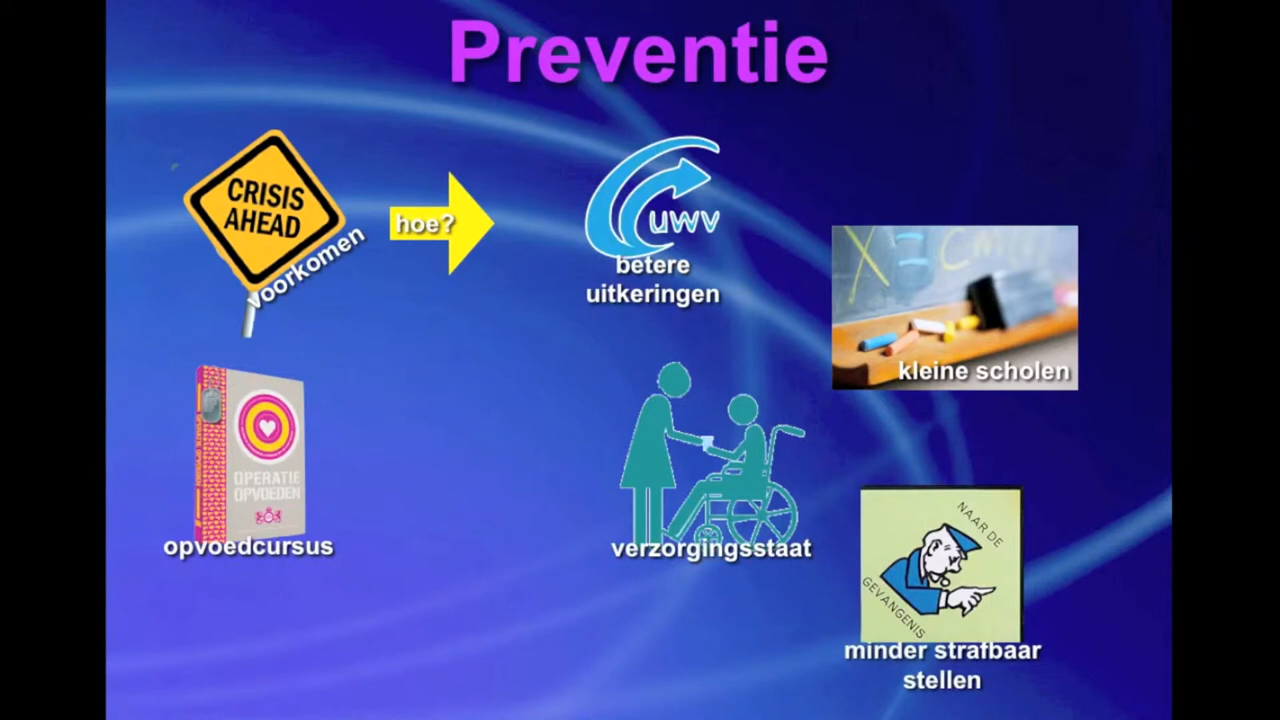 Preventie
CRISIS
AHEAD
voorkomen
hoe?
uwv
betere
uitkeringen
kleine scholen
OPERATIE
OPVOEDEN
opvoedcursus
verzorgingsstaat
NAAR DE
GEVANGENIS
minder strafbaar
stellen